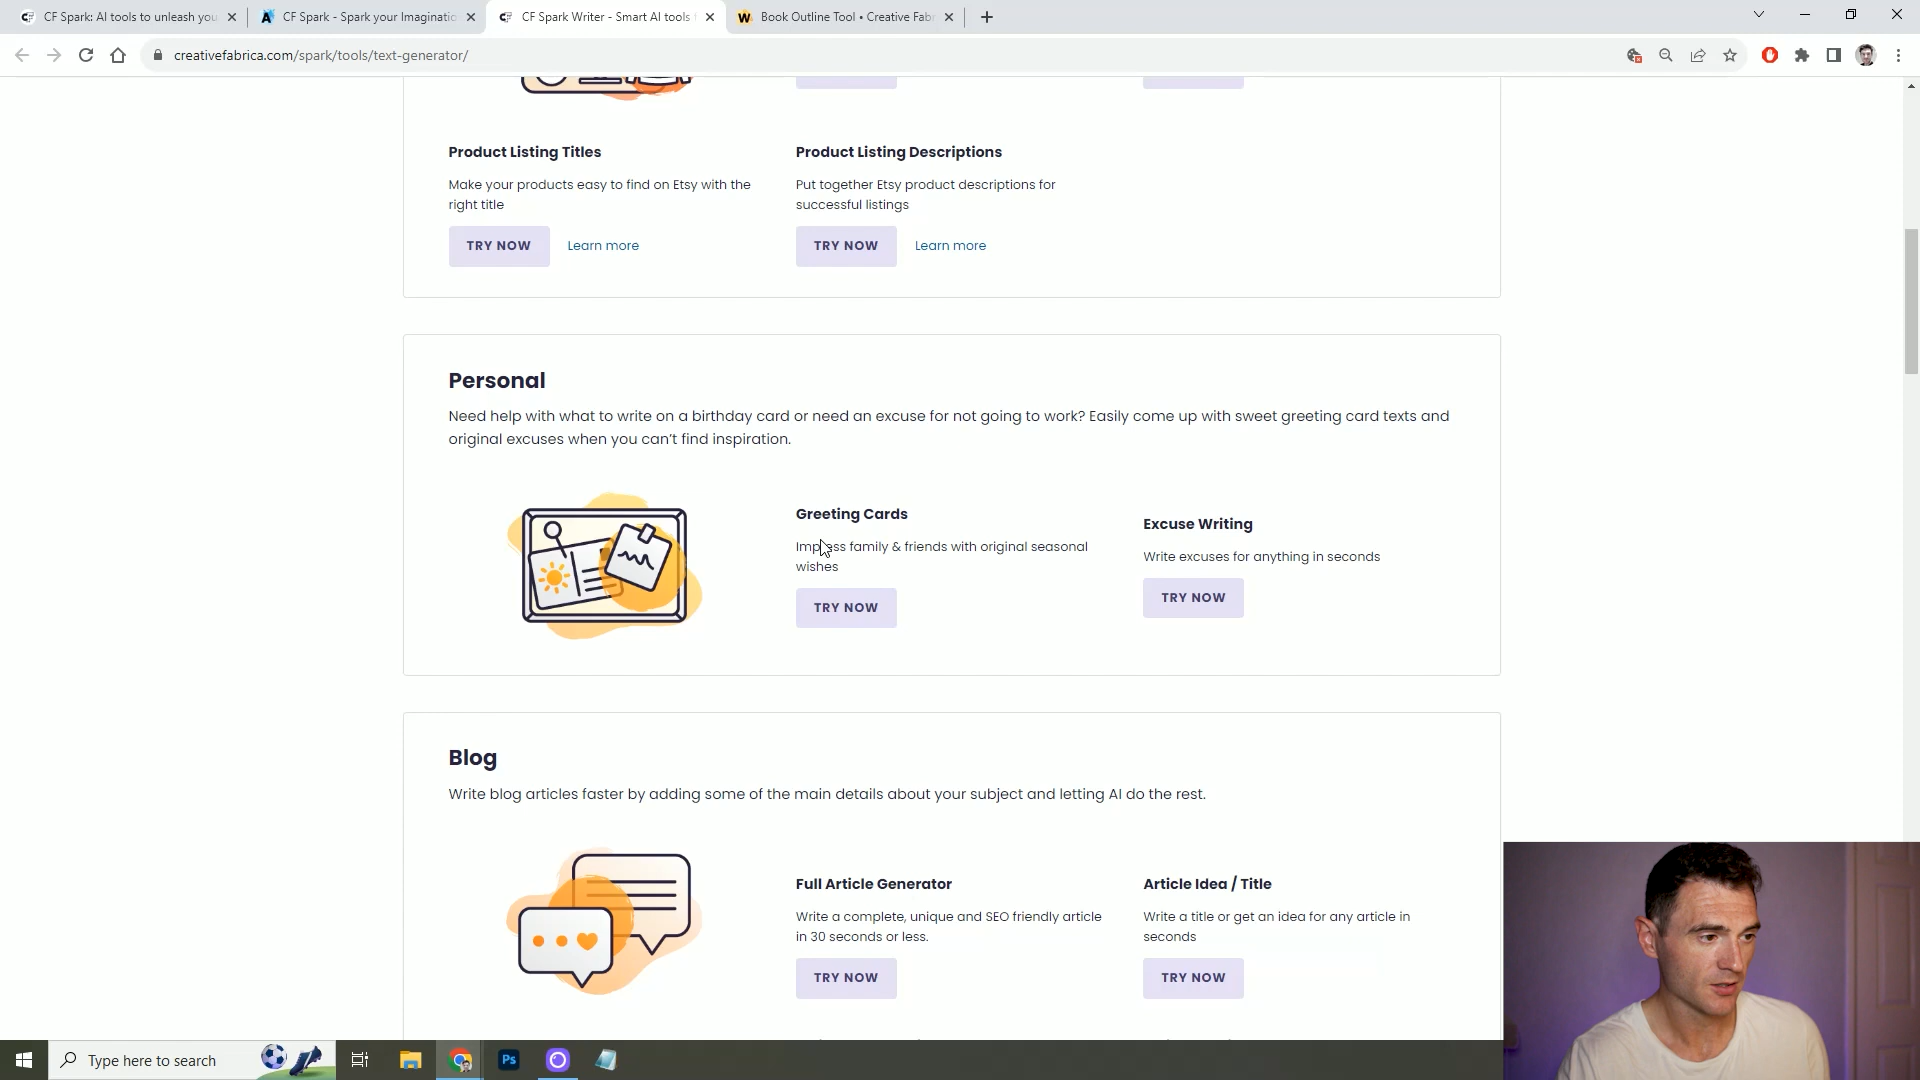 CF Spark: AI tools to unleash you
CF Spark - Spark your Imaginatio
CF Spark Writer - Smart AI tools
Book Outline Tool • Creative Fab
creativefabrica.com/spark/tools/text-generator/
Product Listing Titles
Make your products easy to find on Etsy with the
right title
TRY NOW
Learn more
Product Listing Descriptions
Put together Etsy product descriptions for
successful listings
TRY NOW
Learn more
Personal
Need help with what to write on a birthday card or need an excuse for not going to work? Easily come up with sweet greeting card texts and
original excuses when you can't find inspiration.
Greeting Cards
Impress family & friends with original seasonal
wishes
TRY NOW
Excuse Writing
Write excuses for anything in seconds
TRY NOW
Blog
Write blog articles faster by adding some of the main details about your subject and letting AI do the rest.
Full Article Generator
Write a complete, unique and SEO friendly article
in 30 seconds or less.
TRY NOW
Article Idea / Title
Write a title or get an idea for any article in
seconds
TRY NOW
Type here to search
Ps